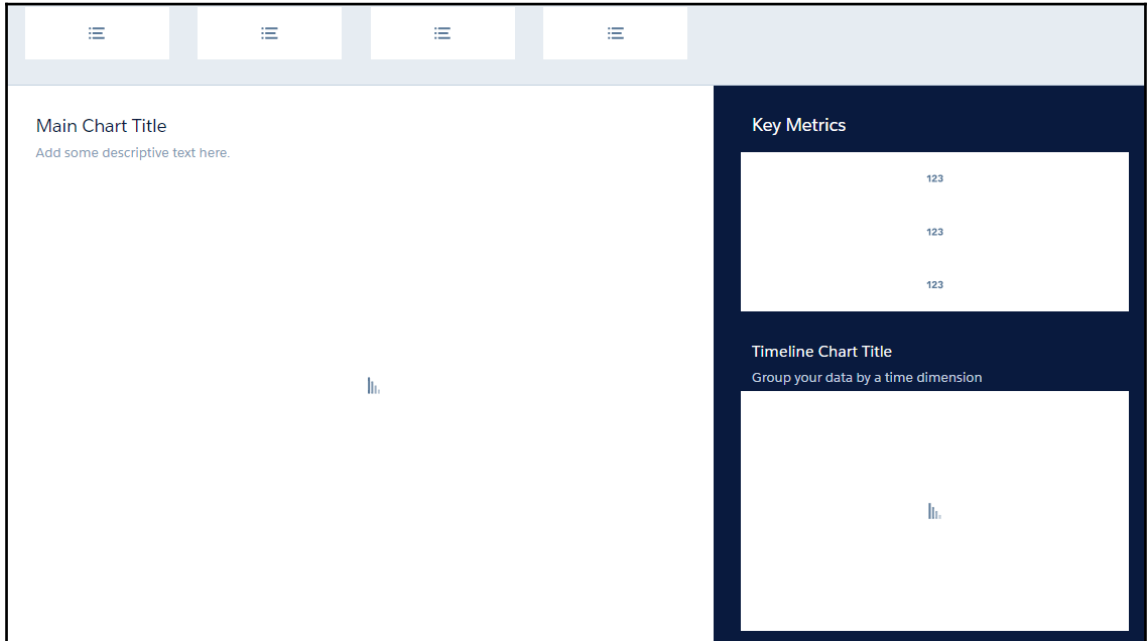 Main Chart Title
Add some descriptive text here.
Key Metrics
123
123
123
Timeline Chart Title
Group your data by a time dimension